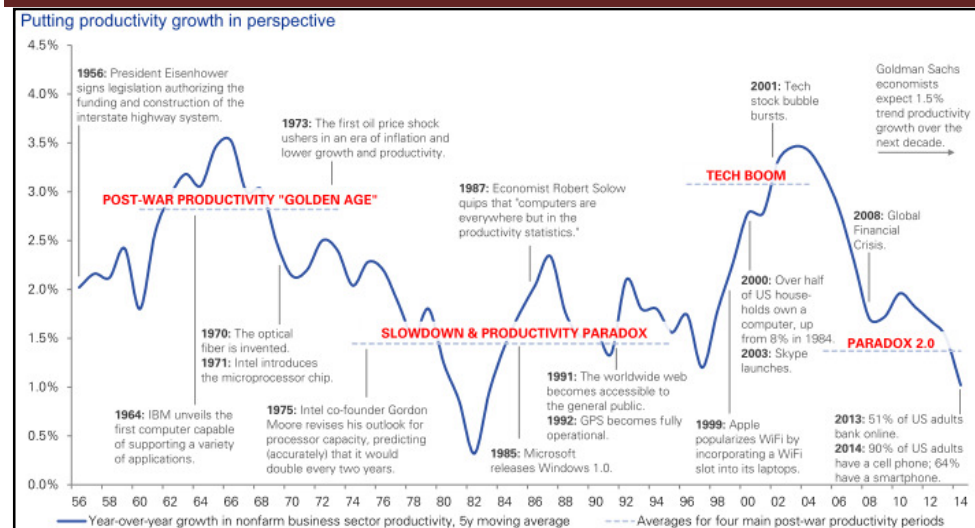 Putting productivity growth in perspective
4.5%
4.0%
3.5%
3.0%
2.5%
2.0%
1.5%
1.0%
0.5%
0.0%
1956: President Eisenhower
signs legislation authorizing the
funding and construction of the
interstate highway system.
1973: The first oil price shock
ushers in an era of inflation and
lower growth and productivity.
2001: Tech
stock bubble
bursts.
Goldman Sachs
economists
expect 1.5%
trend productivity
growth over the
next decade.
POST-WAR PRODUCTIVITY "GOLDEN AGE"
TECH BOOM
1987: Economist Robert Solow
quips that "computers are
everywhere but in the
productivity statistics."
2008: Global
Financial
Crisis.
2000: Over half
of US house-
holds own a
computer, up
from 8% in 1984.
2003: Skype
launches.
SLOWDOWN & PRODUCTIVITY PARADOX
PARADOX 2.0
1970: The optical
fiber is invented.
1971: Intel introduces
the microprocessor chip.
1964: IBM unveils the
first computer capable
of supporting a variety
of applications.
1975: Intel co-founder Gordon
Moore revises his outlook for
processor capacity, predicting
(accurately) that it would
double every two years.
1991: The worldwide web
becomes accessible to
the general public.
1992: GPS becomes fully
operational.
1985: Microsoft
releases Windows 1.0.
1999: Apple
popularizes WiFi by
incorporating a WiFi
slot into its laptops.
2013: 51% of US adults
bank online.
2014: 90% of US adults
have a cell phone; 64%
have a smartphone.
56 58 60 62 64 66 68 70 72 74 76 78 80 82 84 86 88 90 92 94 96 98 00 02 04 06 08 10 12 14
Year-over-year growth in nonfarm business sector productivity, 5y moving average
Averages for four main post-war productivity periods